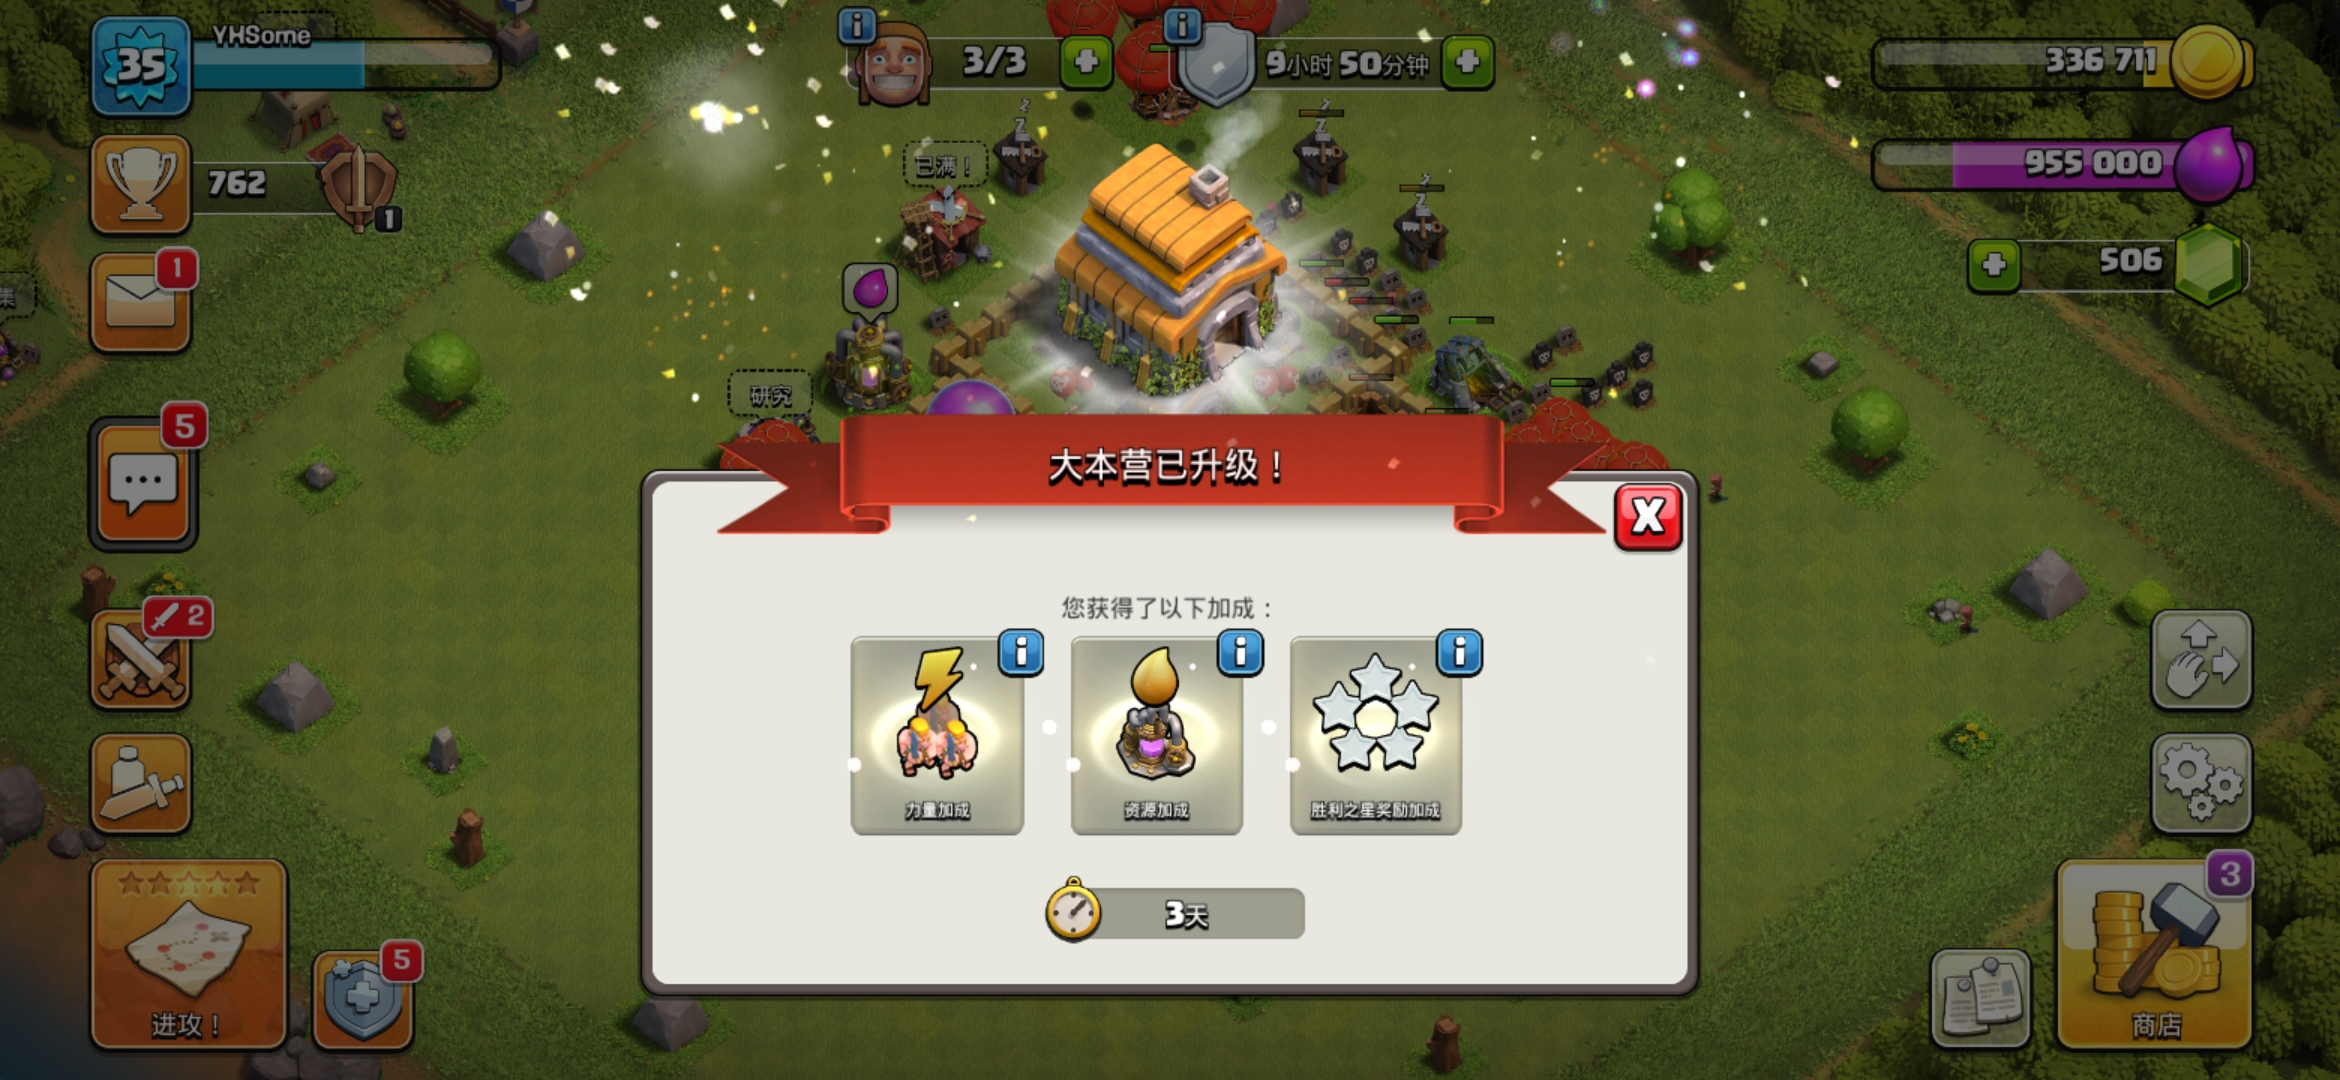 35
YHSome
3/3
9小时 50分钟
336 711
762
1
已满！
955 000
1
506
集
研究
5
大本营已升级！
X
您获得了以下加成：
2
力量加成
资源加成
胜利之星奖励加成
3天
3
5
进攻！
商店